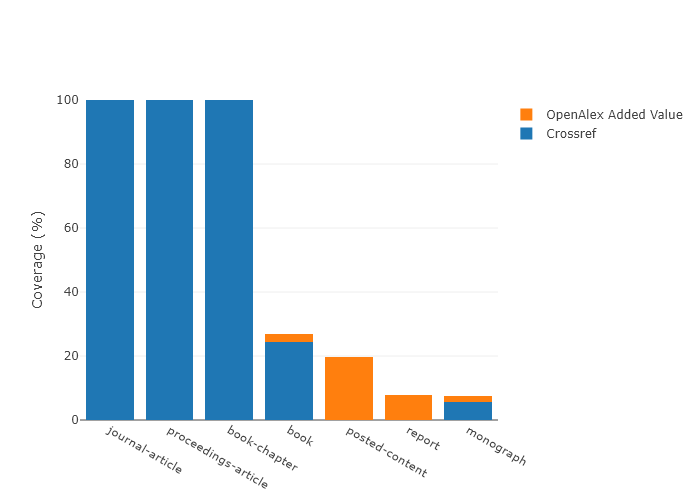 OpenAlex Added Value
Crossref
Coverage (%)
100
80
60
40
20
0
journal-article
proceedings-article
book-chapter
book
posted-content
report
monograph